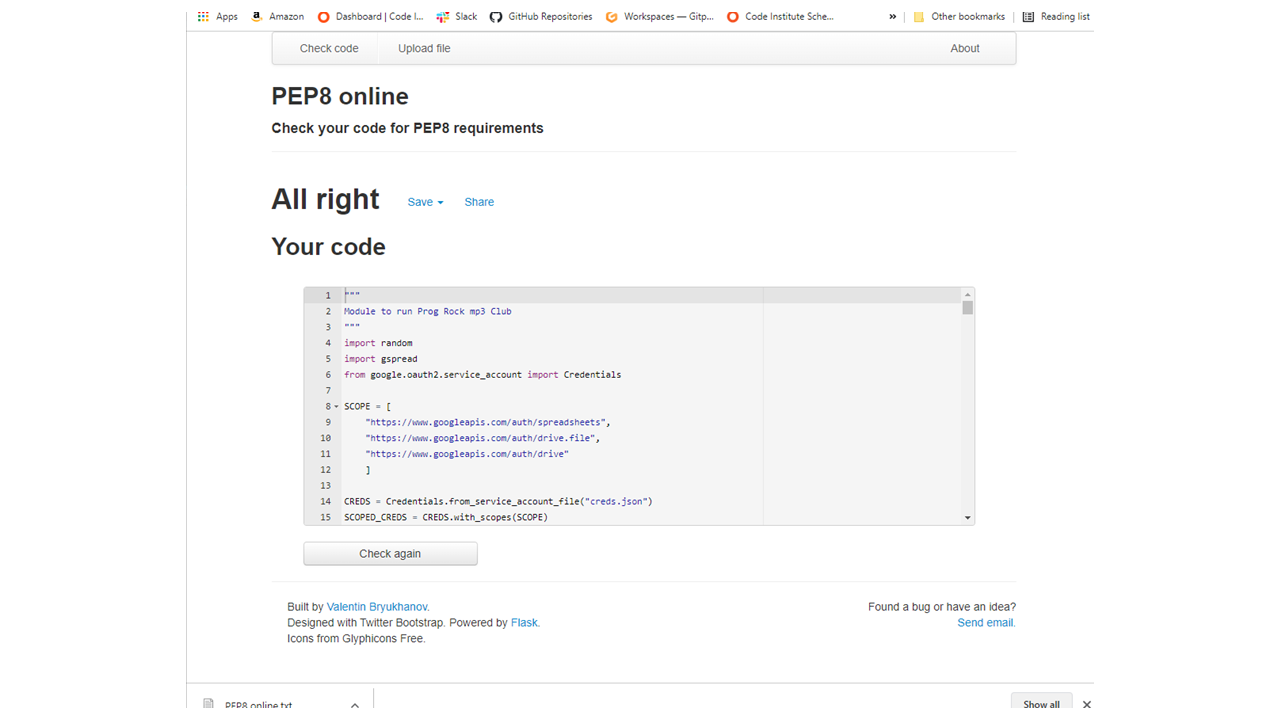 Apps Amazon Dashboard | Code I... Slack GitHub Repositories Workspaces — Gitp... Code Institute Sche... » Other bookmarks Reading list
Check code Upload file About
PEP8 online
Check your code for PEP8 requirements
All right Save Share
Your code
1 """
2 Module to run Prog Rock mp3 Club
3 """
4 import random
5 import gspread
6 from google.oauth2.service_account import Credentials
7
8 SCOPE = [
9 "https://www.googleapis.com/auth/spreadsheets",
10 "https://www.googleapis.com/auth/drive.file",
11 "https://www.googleapis.com/auth/drive"
12 ]
13
14 CREDS = Credentials.from_service_account_file("creds.json")
15 SCOPED_CREDS = CREDS.with_scopes(SCOPE)
Check again
Built by Valentin Bryukhanov.
Designed with Twitter Bootstrap. Powered by Flask.
Icons from Glyphicons Free.
Found a bug or have an idea?
Send email.
PEP8 online.txt Show all